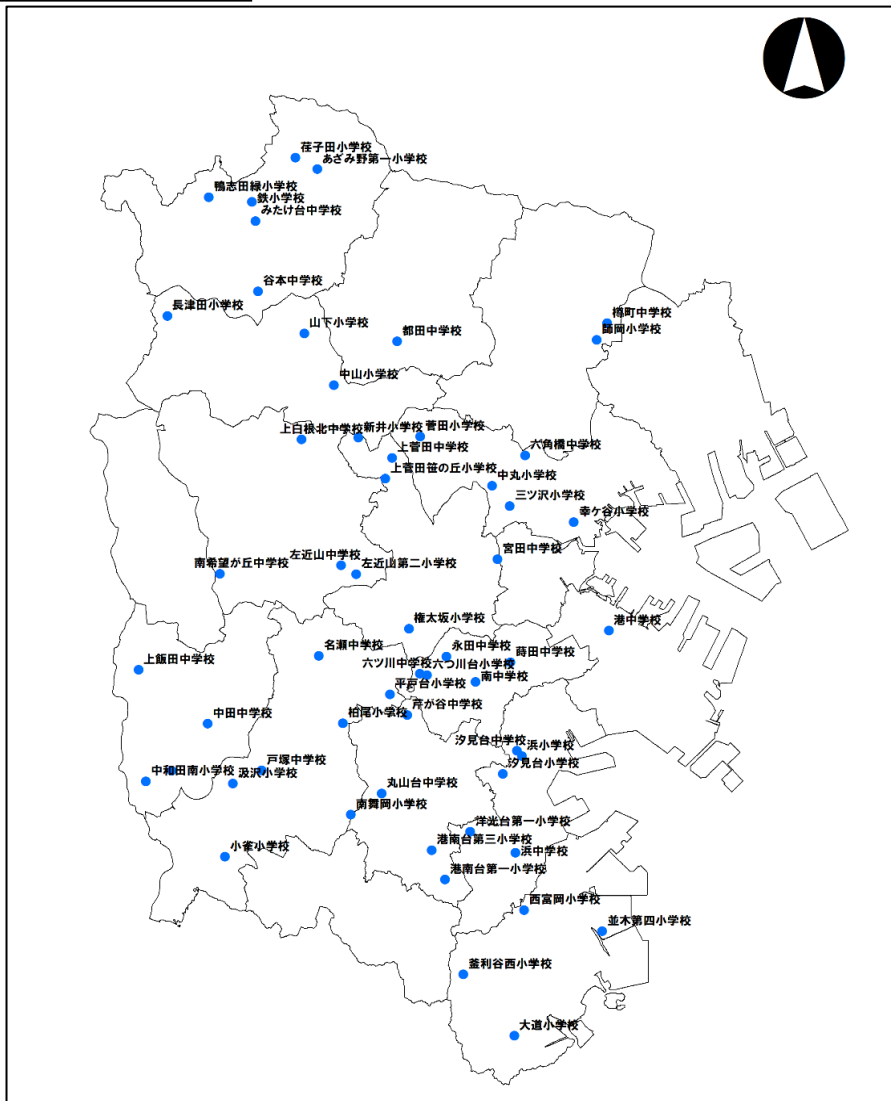 荏子田小学校
あざみ野第一小学校
鴨志田緑小学校
鉄小学校
みたけ台中学校
谷本中学校
長津田小学校
山下小学校
都田中学校
樽町中学校
師岡小学校
中山小学校
上白根北中学校
新井小学校
菅田小学校
六角橋中学校
上菅田中学校
上菅田笹の丘小学校
中丸小学校
三ツ沢小学校
幸ケ谷小学校
宮田中学校
左近山中学校
左近山第二小学校
南希望が丘中学校
権太坂小学校
港中学校
名瀬中学校
永田中学校
蒔田中学校
上飯田中学校
六ツ川中学校
六つ川台小学校
南中学校
平戸台小学校
柏尾小学校
芹が谷中学校
中田中学校
汐見台中学校
浜小学校
汐見台小学校
戸塚中学校
中和田南小学校
汲沢小学校
丸山台中学校
南舞岡小学校
洋光台第一小学校
港南台第三小学校
浜中学校
小雀小学校
港南台第一小学校
西富岡小学校
並木第四小学校
釜利谷西小学校
大道小学校